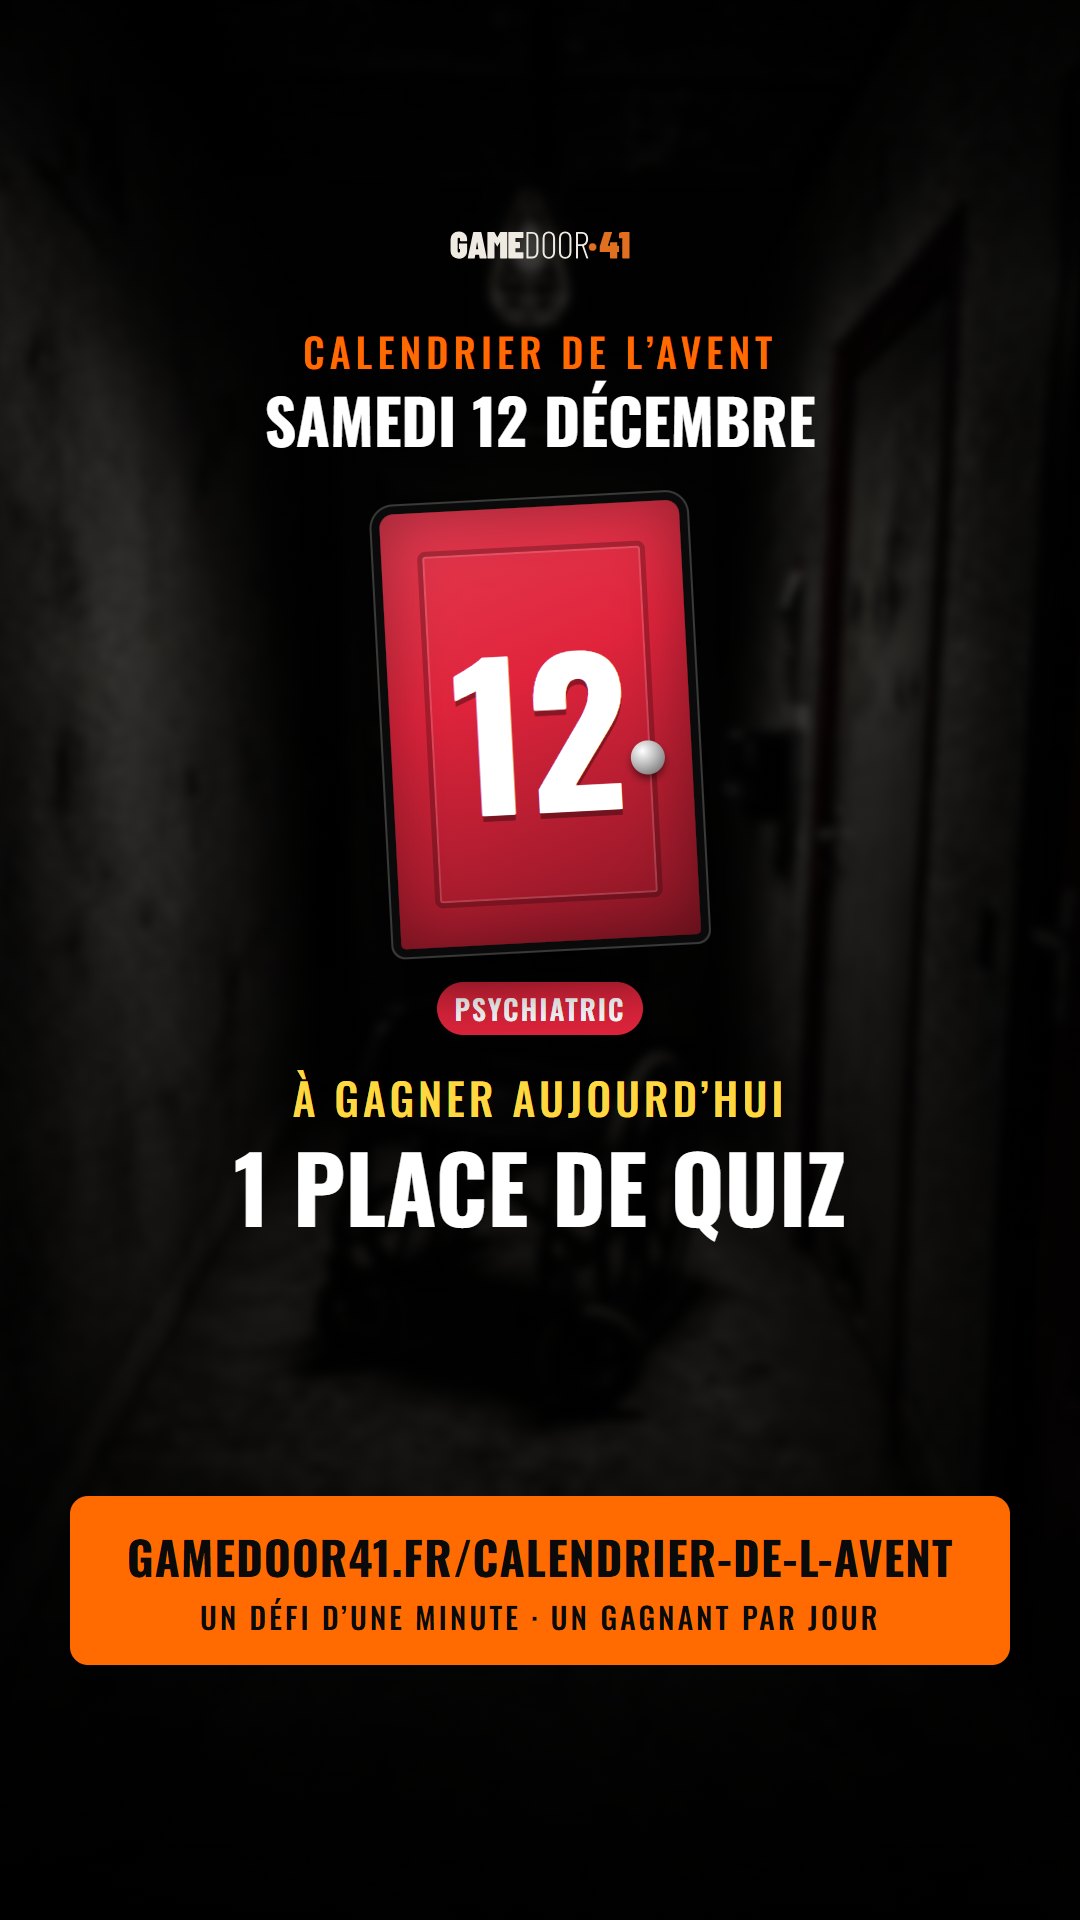 GAMEDOOR·41
CALENDRIER DE L’AVENT
SAMEDI 12 DÉCEMBRE
12
PSYCHIATRIC
À GAGNER AUJOURD’HUI
1 PLACE DE QUIZ
GAMEDOOR41.FR/CALENDRIER-DE-L-AVENT
UN DÉFI D’UNE MINUTE · UN GAGNANT PAR JOUR